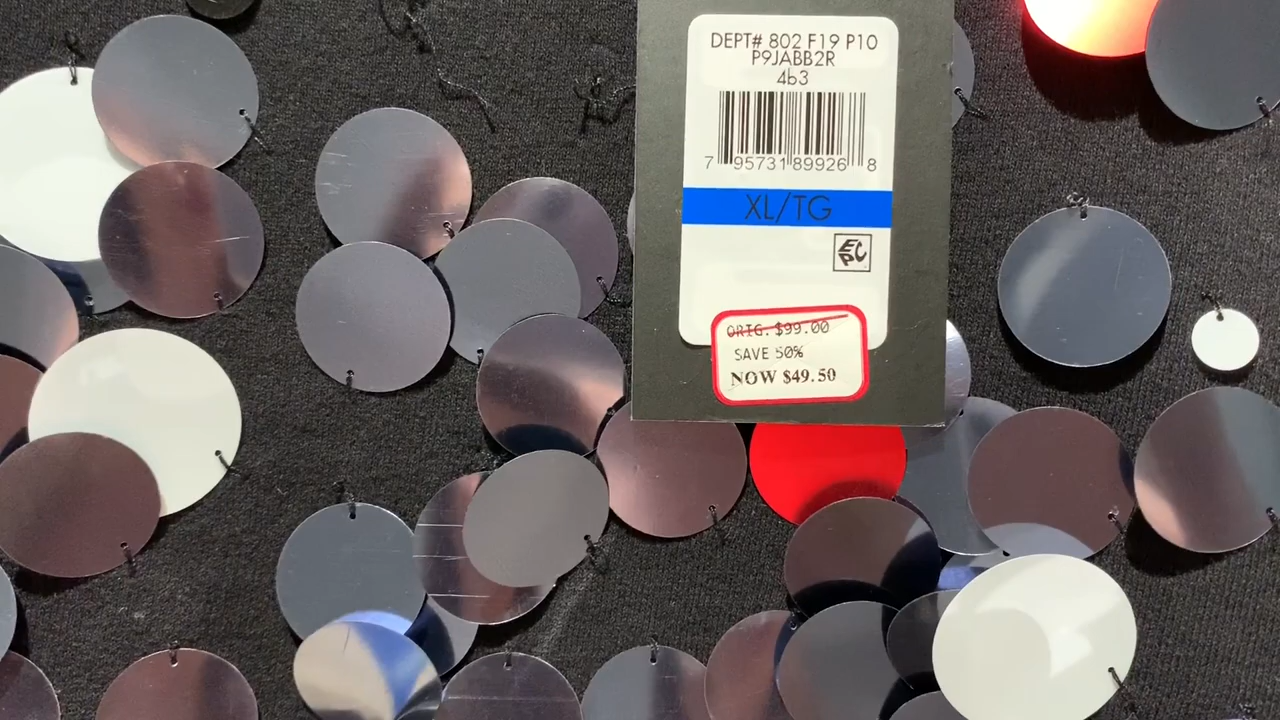 DEPT# 802 F19 P10
P9JABB2R
4b3
7 95731 89926 8
XL/TG
EPC
ORIG. $99.00
SAVE 50%
NOW $49.50